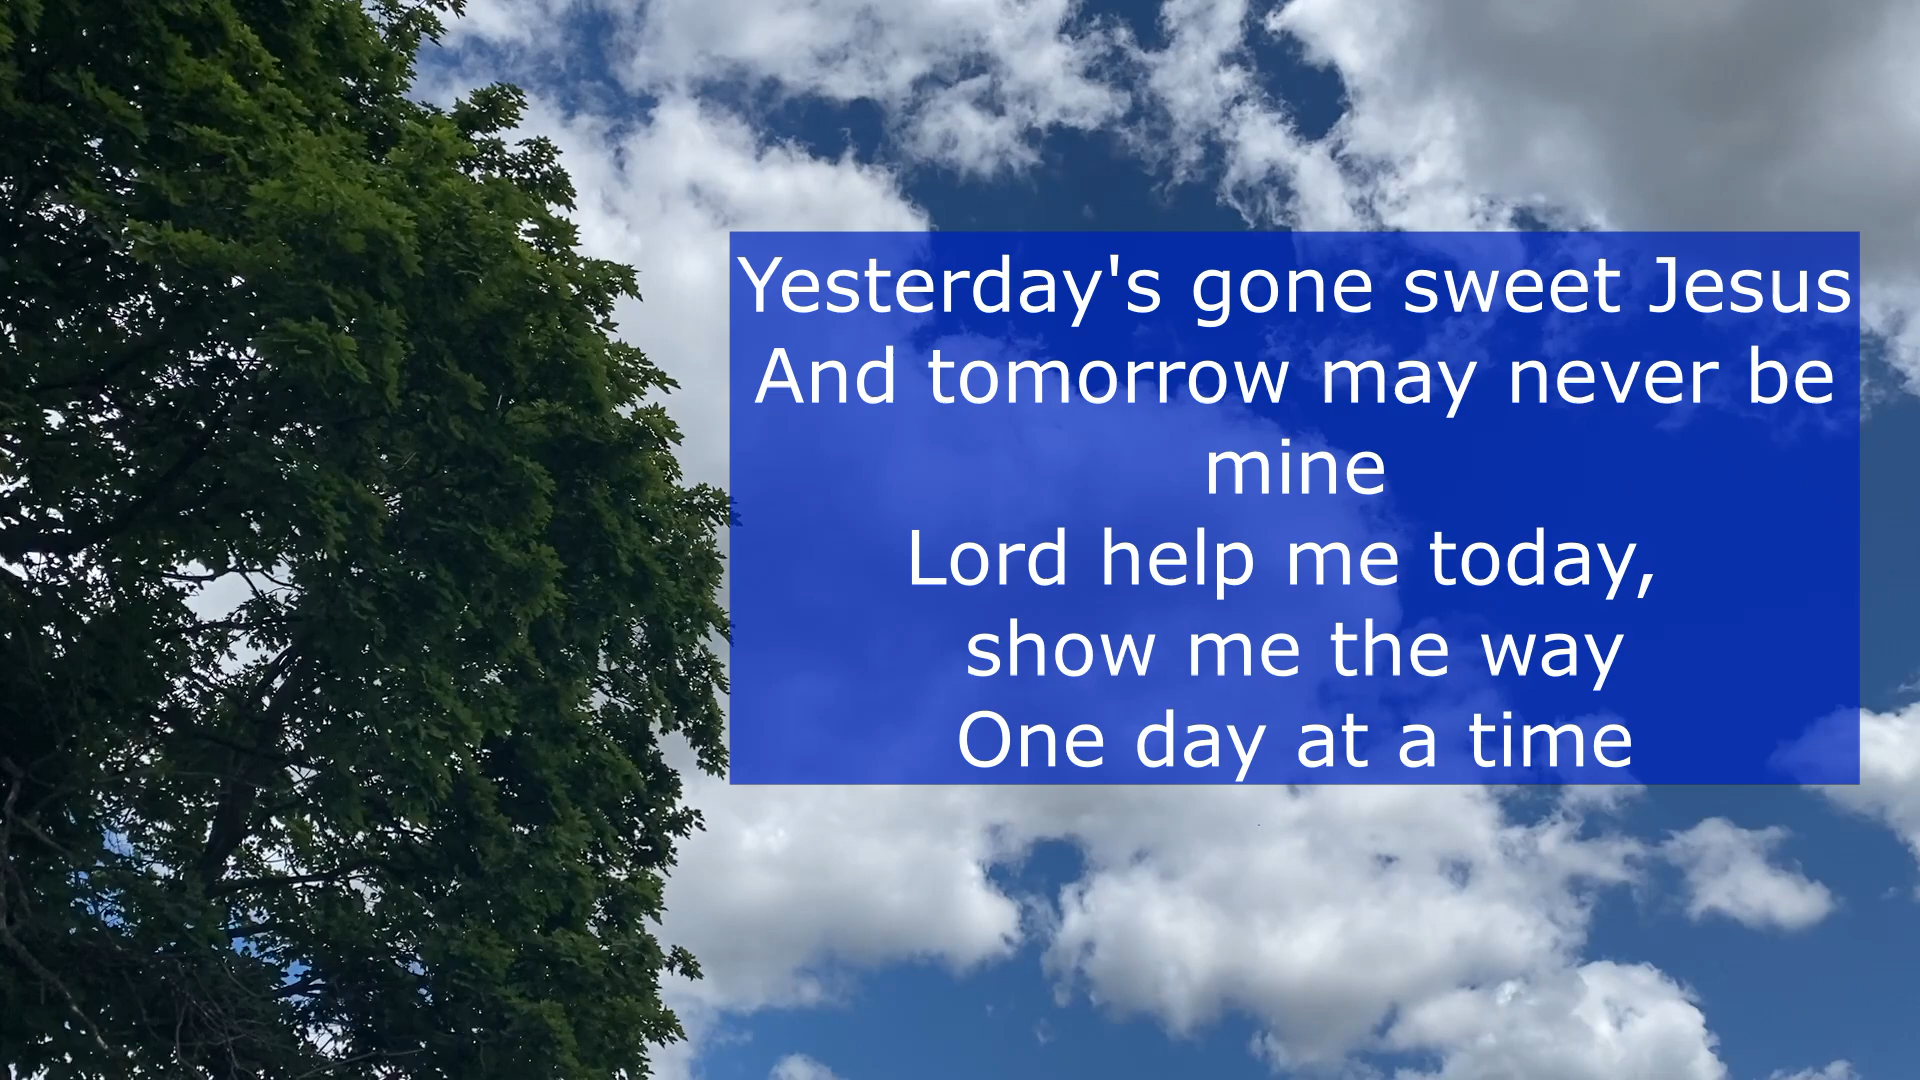 Yesterday's gone sweet Jesus
And tomorrow may never be
mine
Lord help me today,
show me the way
One day at a time